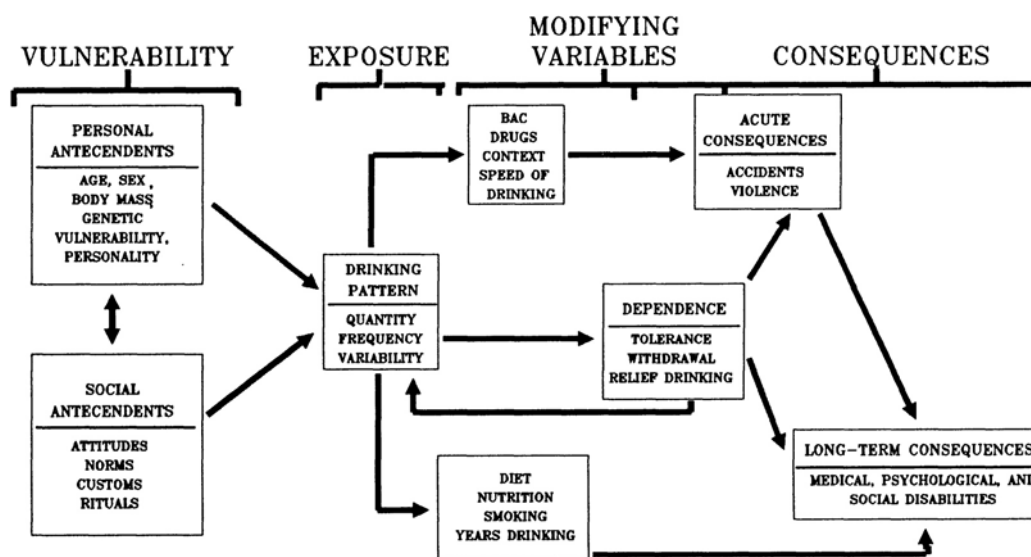 VULNERABILITY
EXPOSURE
MODIFYING
VARIABLES
CONSEQUENCES
PERSONAL
ANTECENDENTS
AGE, SEX,
BODY MASS,
GENETIC
VULNERABILITY,
PERSONALITY
SOCIAL
ANTECENDENTS
ATTITUDES
NORMS
CUSTOMS
RITUALS
DRINKING
PATTERN
QUANTITY
FREQUENCY
VARIABILITY
BAC
DRUGS
CONTEXT
SPEED OF
DRINKING
DEPENDENCE
TOLERANCE
WITHDRAWAL
RELIEF DRINKING
DIET
NUTRITION
SMOKING
YEARS DRINKING
ACUTE
CONSEQUENCES
ACCIDENTS
VIOLENCE
LONG-TERM CONSEQUENCES
MEDICAL, PSYCHOLOGICAL, AND
SOCIAL DISABILITIES